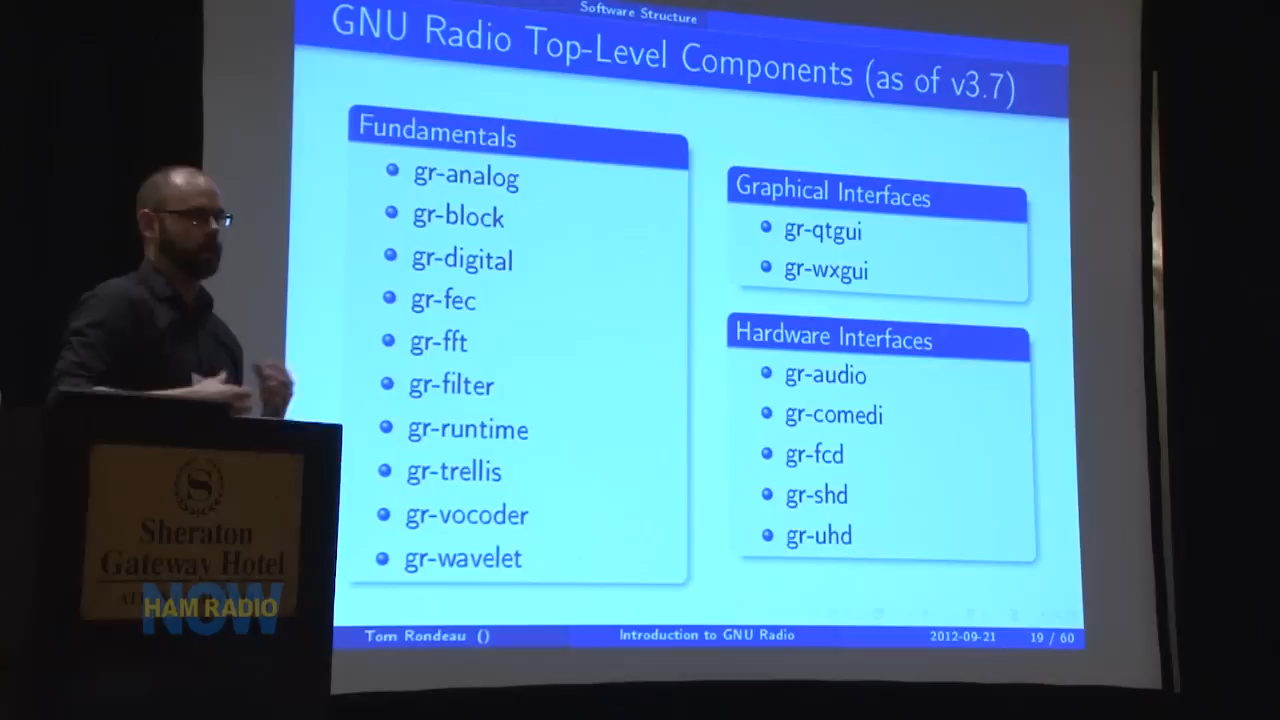 Software Structure
GNU Radio Top-Level Components (as of v3.7)
Fundamentals
gr-analog
gr-block
gr-digital
gr-fec
gr-fft
gr-filter
gr-runtime
gr-trellis
gr-vocoder
gr-wavelet
Graphical Interfaces
gr-qtgui
gr-wxgui
Hardware Interfaces
gr-audio
gr-comedi
gr-fcd
gr-shd
gr-uhd
Tom Rondeau ()
Introduction to GNU Radio
2012-09-21
19 / 60
S
Sheraton
Gateway Hotel
HAM RADIO
NOW